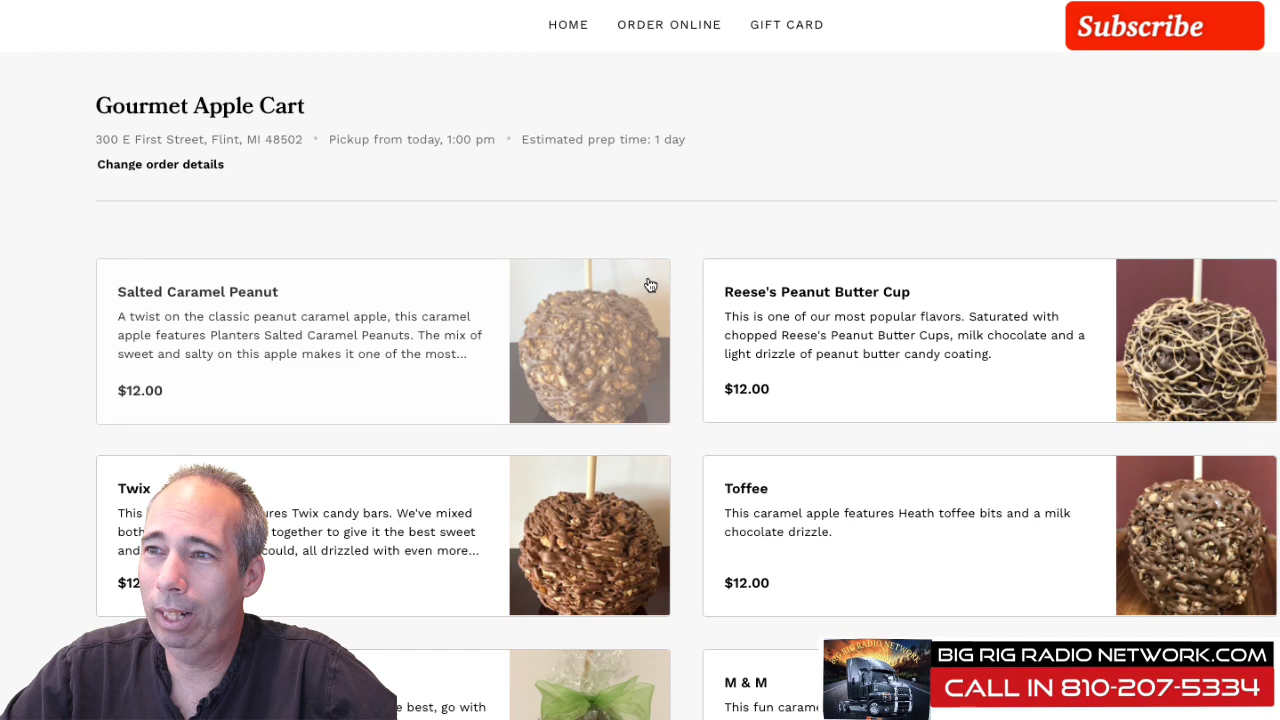 HOME ORDER ONLINE GIFT CARD
Subscribe
Gourmet Apple Cart
300 E First Street, Flint, MI 48502 • Pickup from today, 1:00 pm • Estimated prep time: 1 day
Change order details
Salted Caramel Peanut
A twist on the classic peanut caramel apple, this caramel
apple features Planters Salted Caramel Peanuts. The mix of
sweet and salty on this apple makes it one of the most...
$12.00
Reese's Peanut Butter Cup
This is one of our most popular flavors. Saturated with
chopped Reese's Peanut Butter Cups, milk chocolate and a
light drizzle of peanut butter candy coating.
$12.00
Twix
This ures Twix candy bars. We've mixed
both together to give it the best sweet
and could, all drizzled with even more...
$12
Toffee
This caramel apple features Heath toffee bits and a milk
chocolate drizzle.
$12.00
e best, go with
M & M
This fun carame
BIG RIG RADIO NETWORK
BIG RIG RADIO NETWORK.COM
CALL IN 810-207-5334